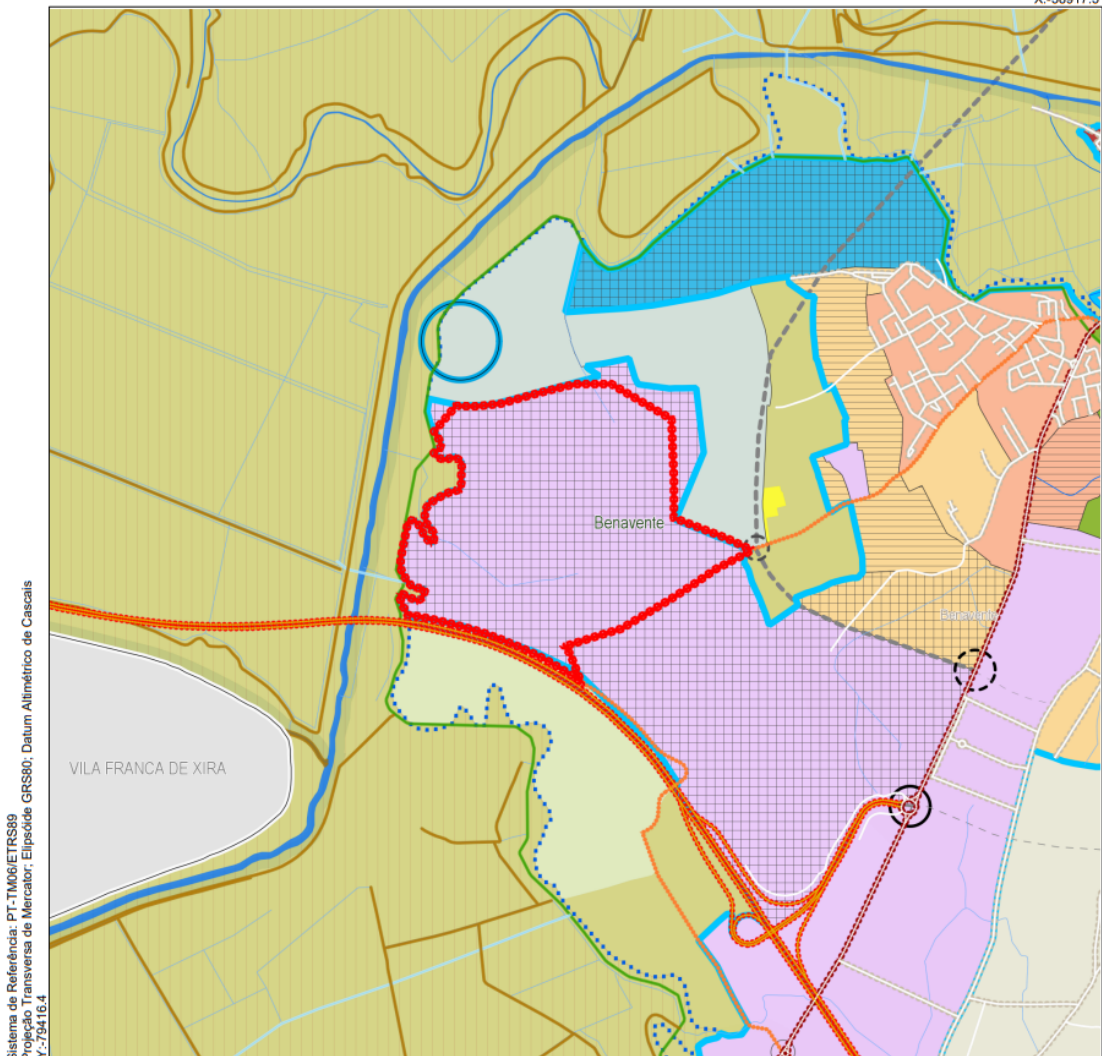 Benavente
Benavente
VILA FRANCA DE XIRA
Sistema de Referência: PT-TM06/ETRS89
Projeção Transversa de Mercator; Elipsóide GRS80; Datum Altimétrico de Cascais
Y:-79416.4